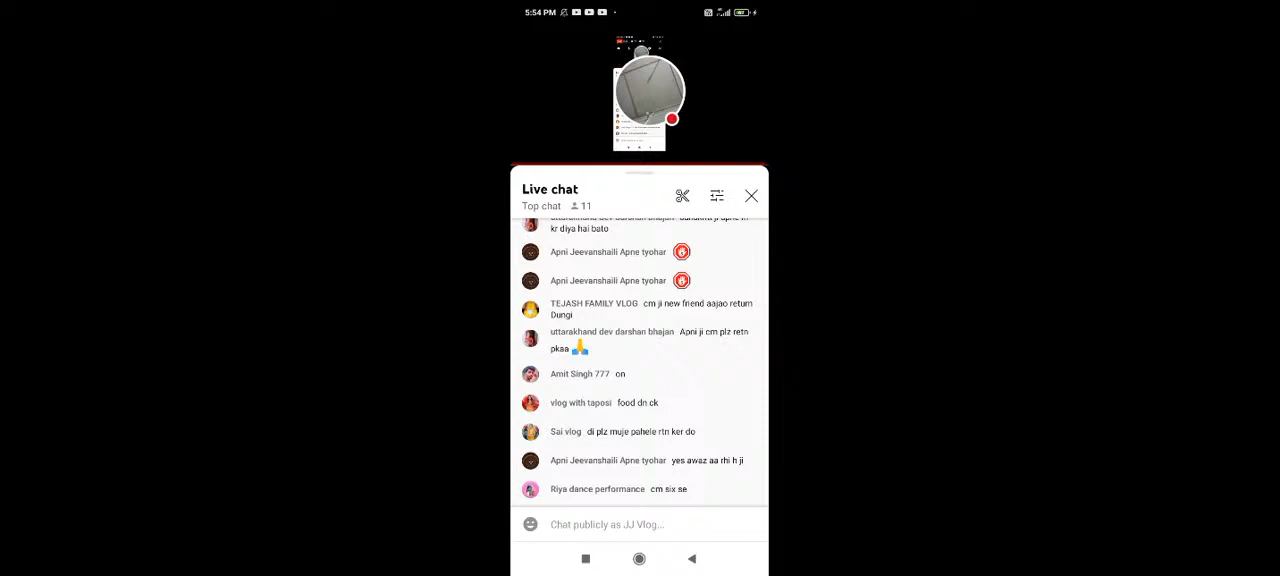 5:54 PM
Live chat
Top chat 11
uttarakhand dev darshan bhajan
kr diya hai bato
Apni Jeevanshaili Apne tyohar
Apni Jeevanshaili Apne tyohar
TEJASH FAMILY VLOG cm ji new friend aajao return
Dungi
uttarakhand dev darshan bhajan Apni ji cm plz retn
pkaa
Amit Singh 777 on
vlog with taposi food dn ck
Sai vlog di plz muje pahele rtn ker do
Apni Jeevanshaili Apne tyohar yes awaz aa rhi h ji
Riya dance performance cm six se
Chat publicly as JJ Vlog...